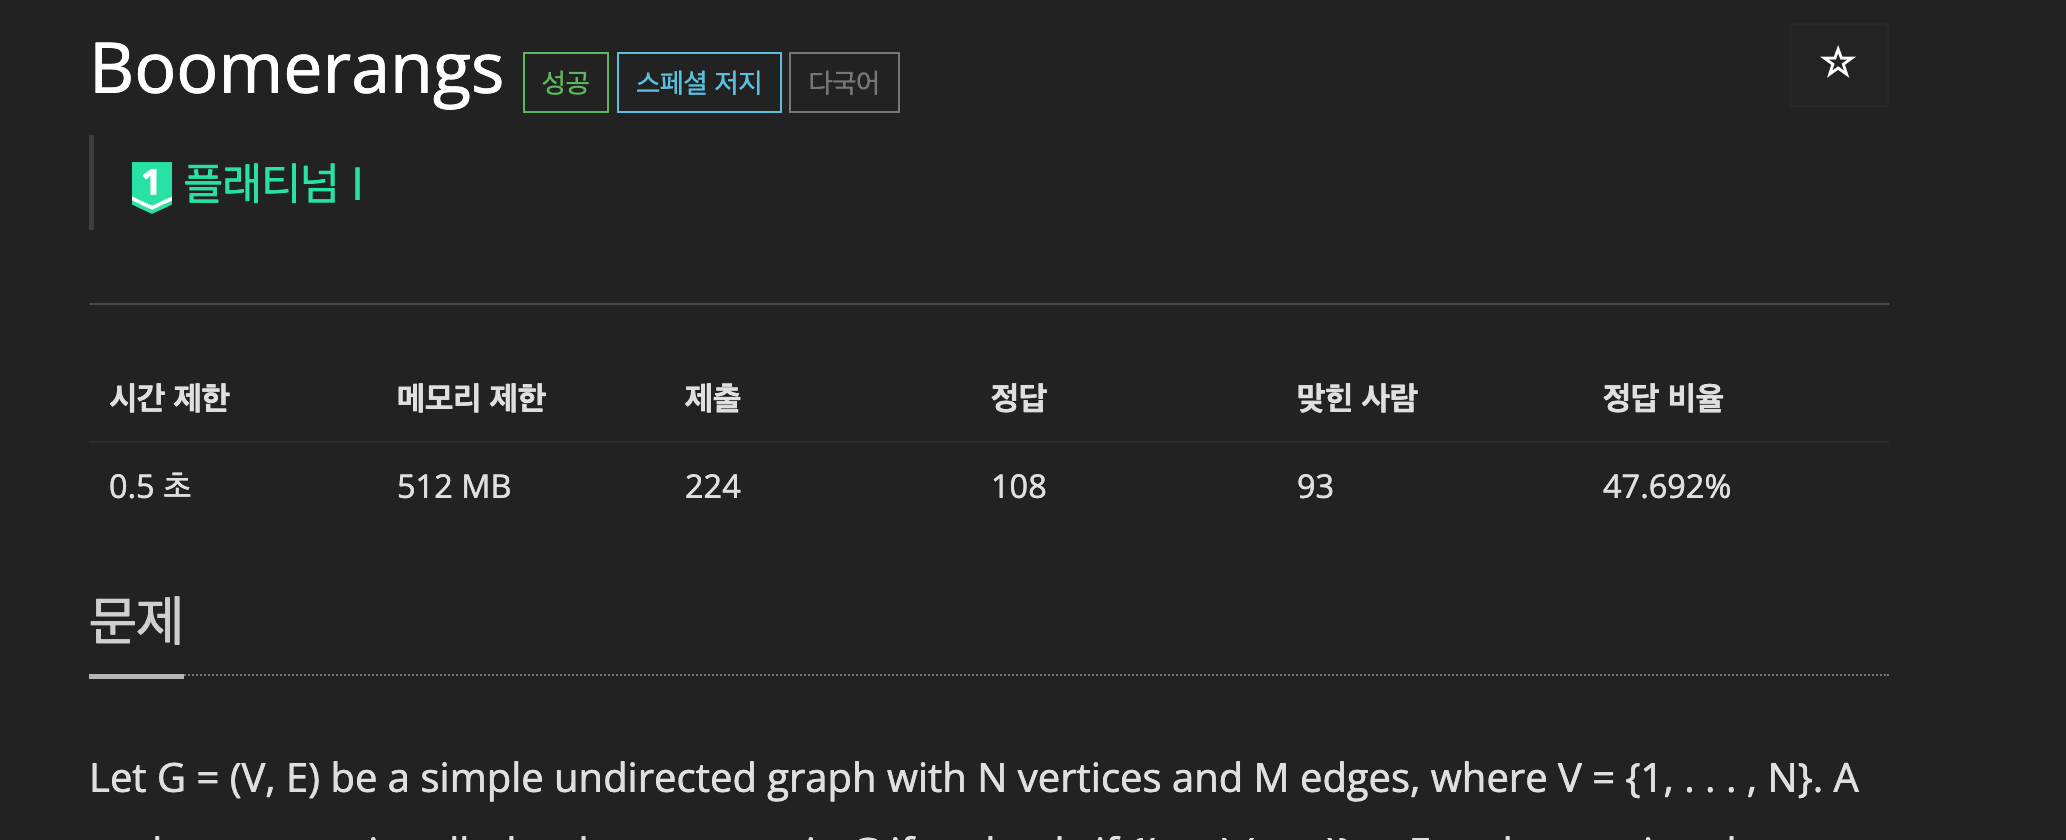 Boomerangs 성공 스페셜 저지 다국어
1 플래티넘 I
시간 제한 메모리 제한 제출 정답 맞힌 사람 정답 비율
0.5 초 512 MB 224 108 93 47.692%
문제
Let G = (V, E) be a simple undirected graph with N vertices and M edges, where V = {1, . . . , N}. A